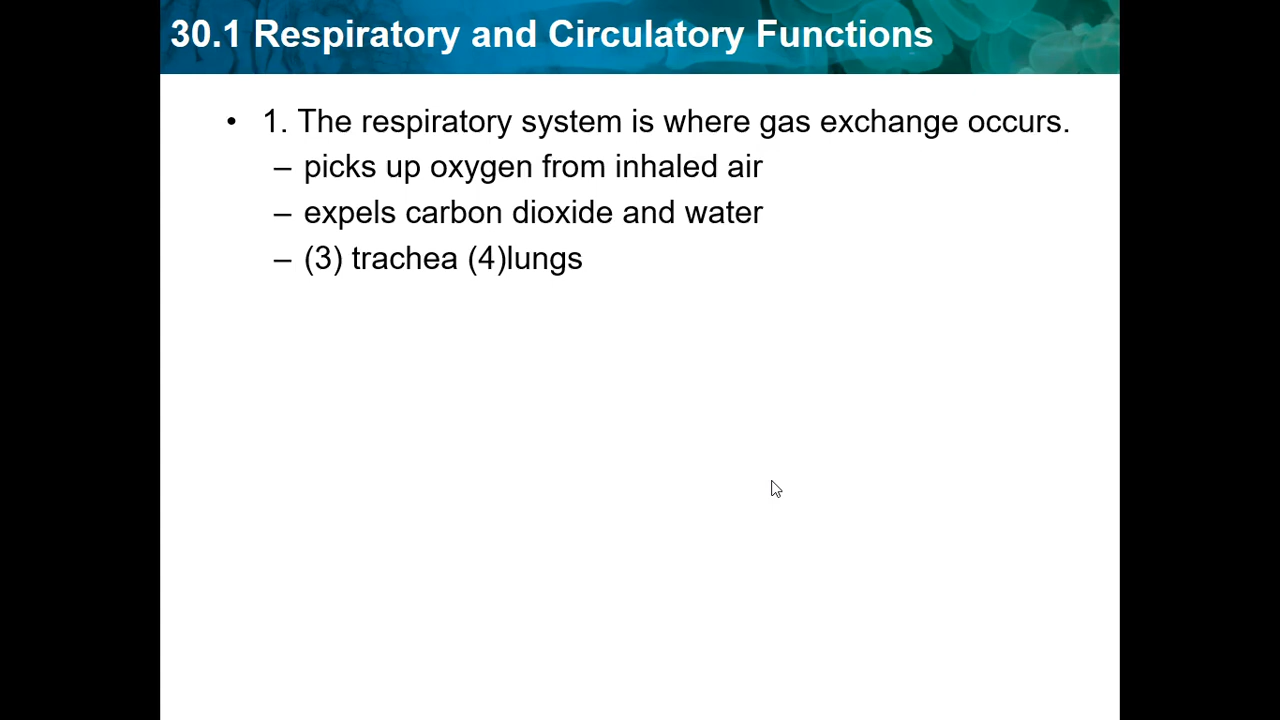 30.1 Respiratory and Circulatory Functions
• 1. The respiratory system is where gas exchange occurs.
– picks up oxygen from inhaled air
– expels carbon dioxide and water
– (3) trachea (4)lungs